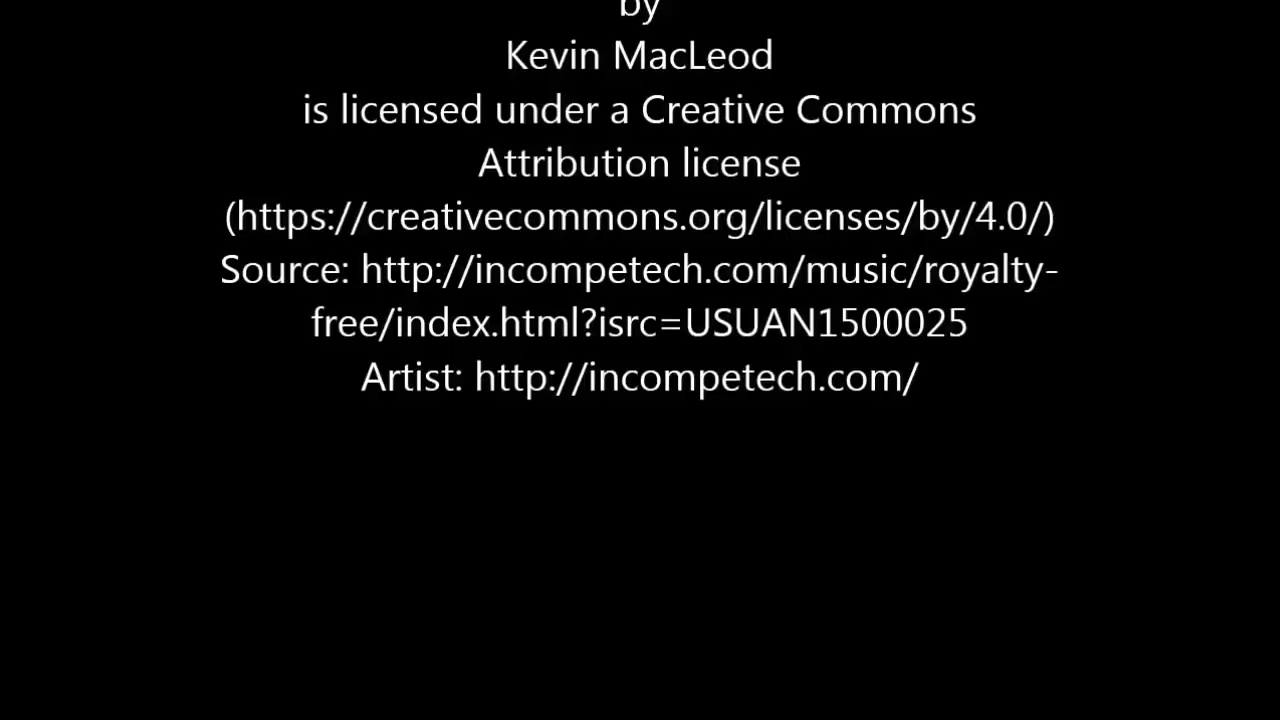 by
Kevin MacLeod
is licensed under a Creative Commons
Attribution license
(https://creativecommons.org/licenses/by/4.0/)
Source: http://incompetech.com/music/royalty-
free/index.html?isrc=USUAN1500025
Artist: http://incompetech.com/